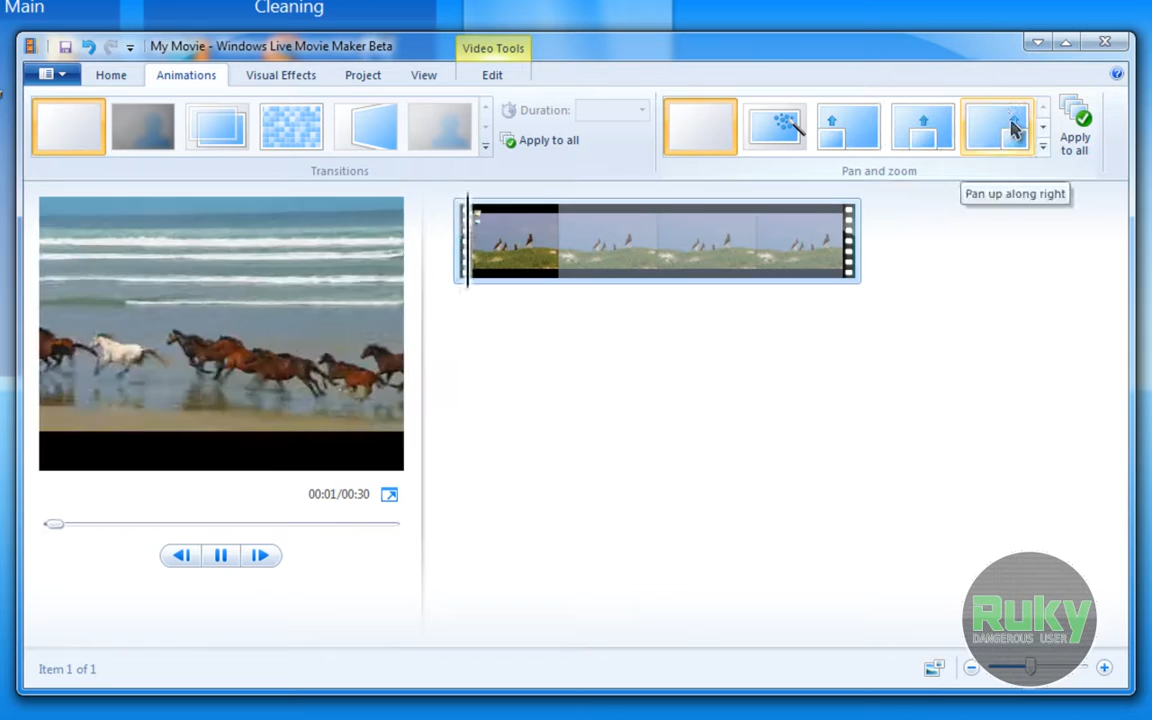 Main
Cleaning
My Movie - Windows Live Movie Maker Beta
Video Tools
Home
Animations
Visual Effects
Project
View
Edit
Duration:
Apply to all
Apply
to all
Transitions
Pan and zoom
Pan up along right
00:01/00:30
Item 1 of 1
Ruky
DANGEROUS USER